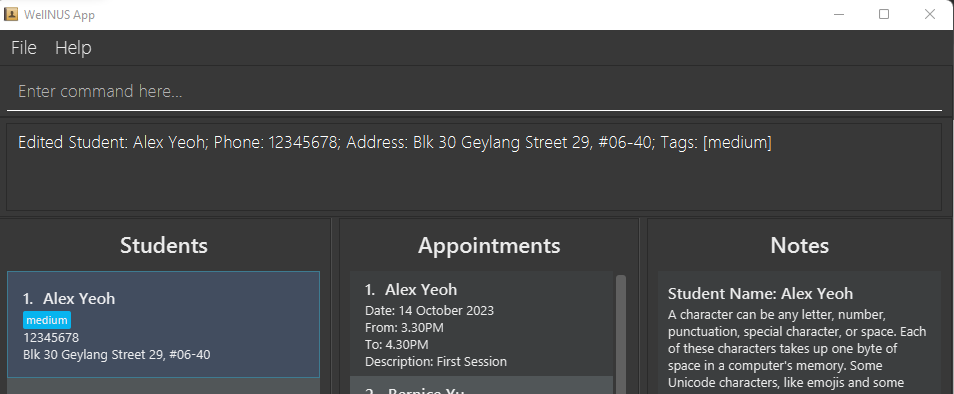 WellNUS App
File Help
Enter command here...
Edited Student: Alex Yeoh; Phone: 12345678; Address: Blk 30 Geylang Street 29, #06-40; Tags: [medium]
Students
1. Alex Yeoh
medium
12345678
Blk 30 Geylang Street 29, #06-40
Appointments
1. Alex Yeoh
Date: 14 October 2023
From: 3.30PM
To: 4.30PM
Description: First Session
2. Bernice Yu
Notes
Student Name: Alex Yeoh
A character can be any letter, number,
punctuation, special character, or space. Each
of these characters takes up one byte of
space in a computer's memory. Some
Unicode characters, like emojis and some